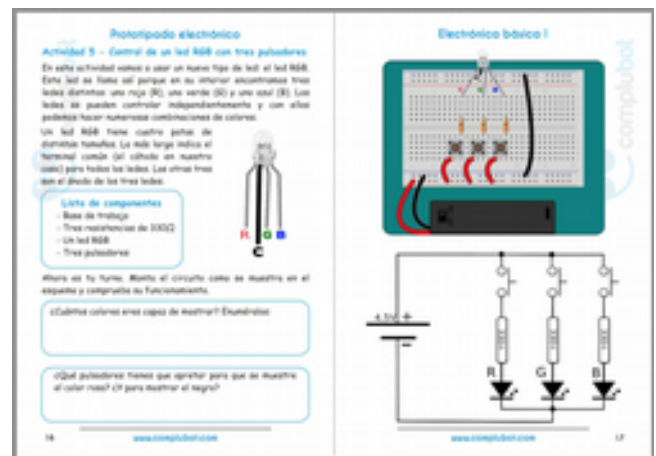 Prototipado electrónico
Actividad 5 - Control de un led RGB con tres pulsadores
En esta actividad vamos a usar un nuevo tipo de led: el led RGB.
Este led se llama así porque en su interior encontramos tres
ledes distintos: uno rojo (R), uno verde (G) y uno azul (B). Los
ledes se pueden controlar independientemente y con ellos
podemos hacer numerosas combinaciones de colores.
Un led RGB tiene cuatro patas de
distintos tamaños. La más larga indica el
terminal común (el cátodo en nuestro
caso) para todos los ledes. Las otras tres
son el ánodo de los tres ledes.
R G B
C
Lista de componentes
- Base de trabajo
- Tres resistencias de 330Ω
- Un led RGB
- Tres pulsadores
Ahora es tu turno. Monta el circuito como se muestra en el
esquema y comprueba su funcionamiento.
¿Cuántos colores eres capaz de mostrar? Enuméralos
¿Qué pulsadores tienes que apretar para que se muestre
el color rosa? ¿Y para mostrar el negro?
16
www.complubot.com
Electrónica básica I
complubot
4.5V +
R G B
www.complubot.com
17